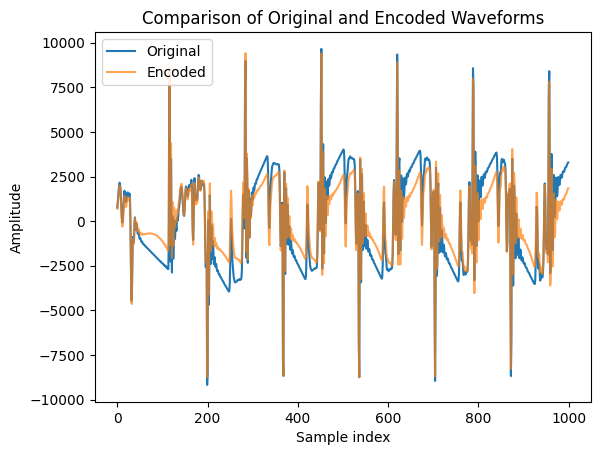 Comparison of Original and Encoded Waveforms
Original
Encoded
10000
7500
5000
2500
0
−2500
−5000
−7500
−10000
Amplitude
0 200 400 600 800 1000
Sample index